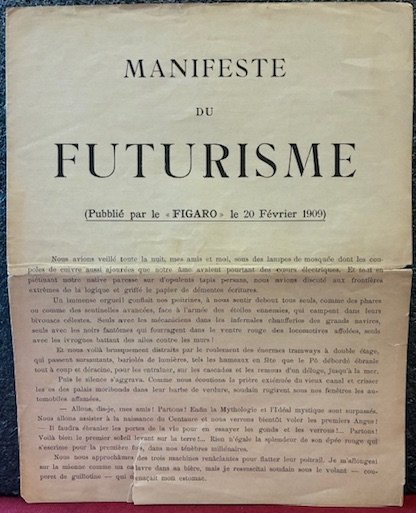 MANIFESTE
DU
FUTURISME
(Pubblié par le « FIGARO » le 20 Février 1909)
Nous avions veillé toute la nuit, mes amis et moi, sous des lampes de mosquée dont les cou-
poles de cuivre aussi ajourées que notre âme avaient pourtant des cœurs électriques. Et tout en
piétinant notre native paresse sur d'opulents tapis persans, nous avions discuté aux frontières
extrêmes de la logique et griffé le papier de démentes écritures.
Un immense orgueil gonflait nos poitrines, à nous sentir debout tous seuls, comme des phares
ou comme des sentinelles avancées, face à l'armée des étoiles ennemies, qui campent dans leurs
bivouacs célestes. Seuls avec les mécaniciens dans les infernales chaufferies des grands navires,
seuls avec les noirs fantômes qui fourragent dans le ventre rouge des locomotives affolées, seuls
avec les ivrognes battant des ailes contre les murs!
Et nous voilà brusquement distraits par le roulement des énormes tramways à double étage,
qui passent sursautants, bariolés de lumières, tels les hameaux en fête que le Pô débordé ébranle
tout à coup et déracine, pour les entraîner, sur les cascades et les remous d'un déluge, jusqu'à la mer.
Puis le silence s'aggrava. Comme nous écoutions la prière exténuée du vieux canal et crisser
les os des palais moribonds dans leur barbe de verdure, soudain rugirent sous nos fenêtres les auto-
mobiles affamées.
— Allons, dis-je, mes amis! Partons! Enfin la Mythologie et l'Idéal mystique sont surpassés.
Nous allons assister à la naissance du Centaure et nous verrons bientôt voler les premiers Anges!
— Il faudra ébranler les portes de la vie pour en essayer les gonds et les verrous!... Partons!
Voilà bien le premier soleil levant sur la terre!... Rien n'égale la splendeur de son épée rouge qui
s'escrime pour la première fois, dans nos ténèbres millénaires.
Nous nous approchâmes des trois machines renâclantes pour flatter leur poitrail. Je m'allongeai
sur la mienne comme un cadavre dans sa bière, mais je ressuscitai soudain sous le volant — cou-
peret de guillotine — qui menaçait mon estomac.